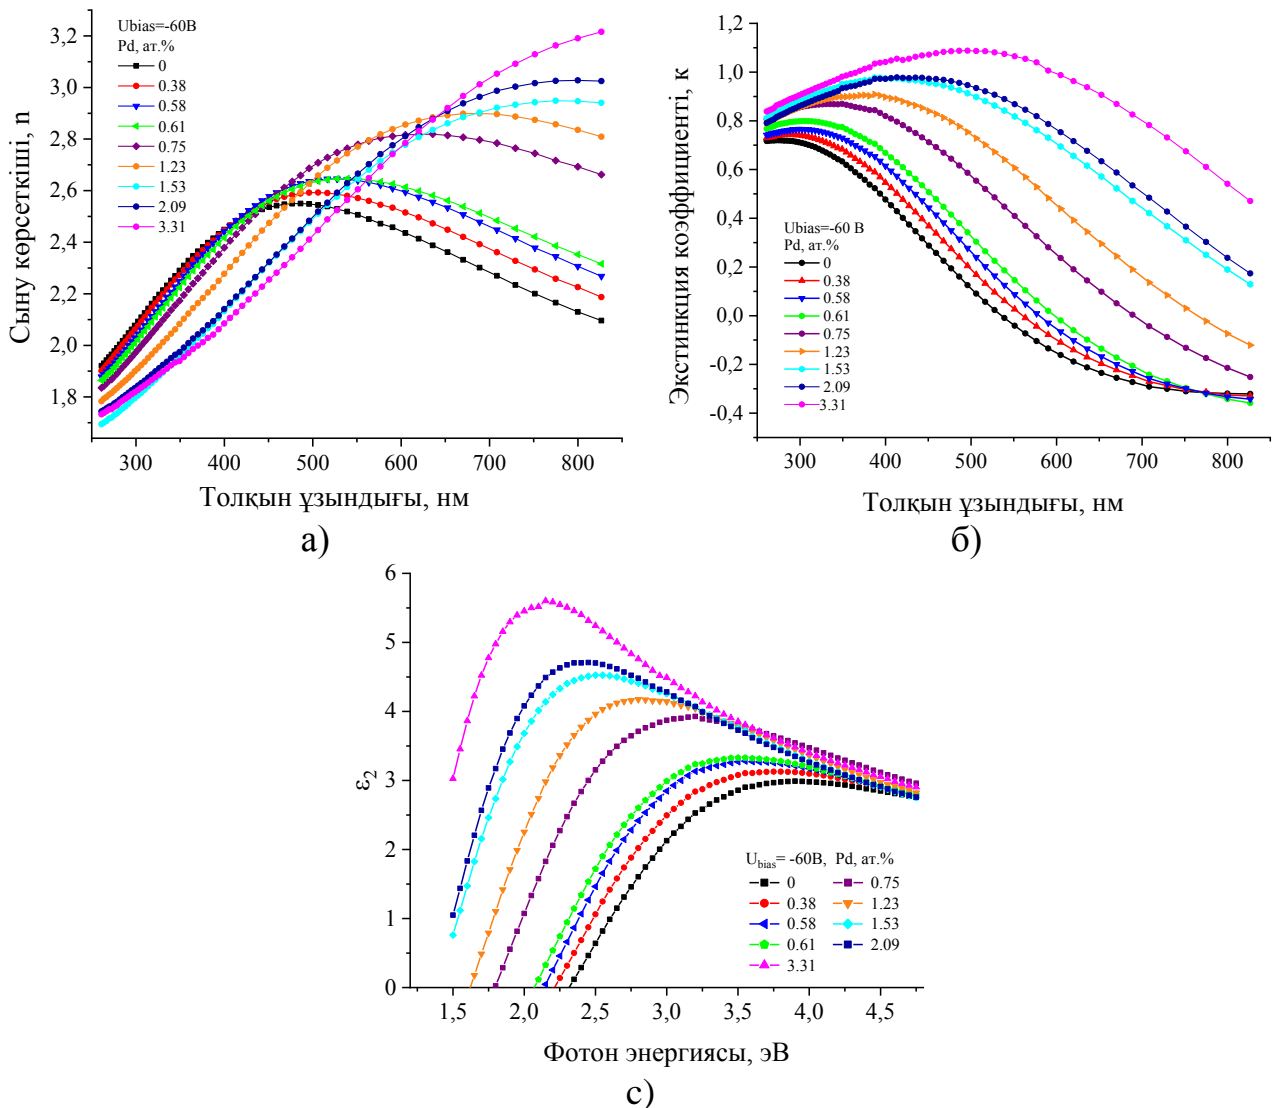 Сыну көрсеткіші, n
3,2
3,0
2,8
2,6
2,4
2,2
2,0
1,8
Ubias=-60В
Pd, ат.%
0
0.38
0.58
0.61
0.75
1.23
1.53
2.09
3.31
300 400 500 600 700 800
Толқын ұзындығы, нм
а)
Экстинкция коэффициенті, к
1,2
1,0
0,8
0,6
0,4
0,2
0,0
-0,2
-0,4
Ubias=-60 В
Pd, ат.%
0
0.38
0.58
0.61
0.75
1.23
1.53
2.09
3.31
300 400 500 600 700 800
Толқын ұзындығы, нм
б)
ε2
6
5
4
3
2
1
0
Ubias= -60В, Pd, ат.%
0 0.75
0.38 1.23
0.58 1.53
0.61 2.09
3.31
1,5 2,0 2,5 3,0 3,5 4,0 4,5
Фотон энергиясы, эВ
с)